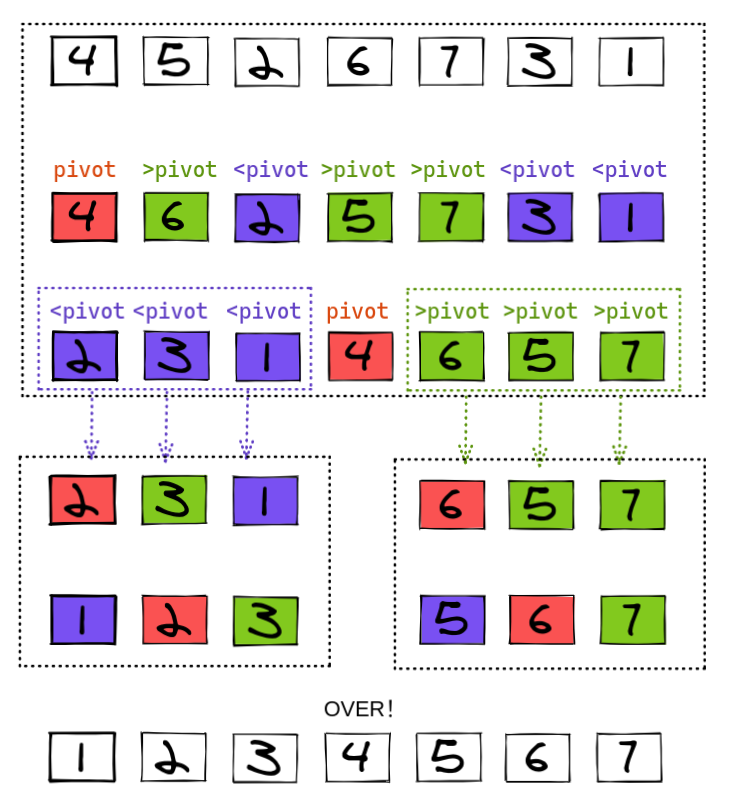 4 5 2 6 7 3 1
pivot >pivot <pivot >pivot >pivot <pivot <pivot
4 6 2 5 7 3 1
<pivot <pivot <pivot pivot >pivot >pivot >pivot
2 3 1 4 6 5 7
2 3 1 6 5 7
1 2 3 5 6 7
OVER!
1 2 3 4 5 6 7